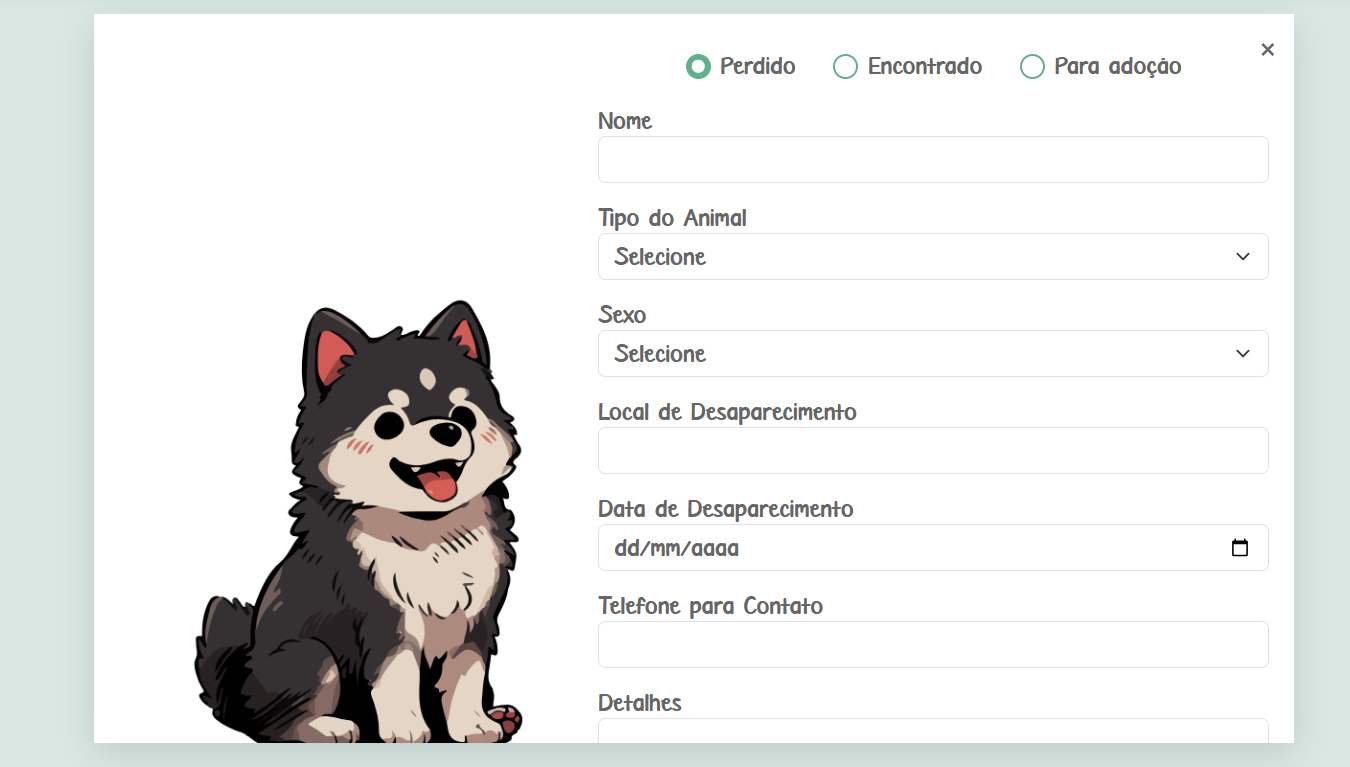 Perdido Encontrado Para adoção ×
Nome
Tipo do Animal
Selecione
Sexo
Selecione
Local de Desaparecimento
Data de Desaparecimento
dd/mm/aaaa
Telefone para Contato
Detalhes